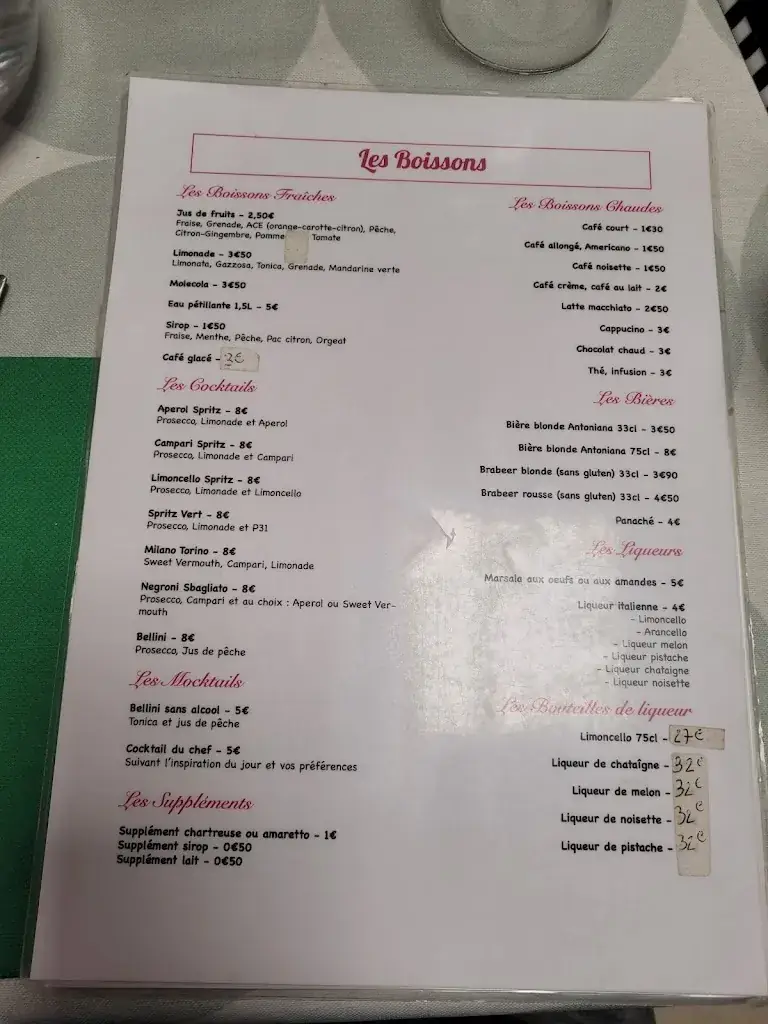 Les Boissons
Les Boissons Fraîches
Jus de fruits - 2,50€
Fraise, Grenade, ACE (orange-carotte-citron), Pêche,
Citron-Gingembre, Pomme Tomate
Limonade - 3€50
Limonata, Gazzosa, Tonica, Grenade, Mandarine verte
Molecola - 3€50
Eau pétillante 1,5L - 5€
Sirop - 1€50
Fraise, Menthe, Pêche, Pac citron, Orgeat
Café glacé - 2€
Les Cocktails
Aperol Spritz - 8€
Prosecco, Limonade et Aperol
Campari Spritz - 8€
Prosecco, Limonade et Campari
Limoncello Spritz - 8€
Prosecco, Limonade et Limoncello
Spritz Vert - 8€
Prosecco, Limonade et P31
Milano Torino - 8€
Sweet Vermouth, Campari, Limonade
Negroni Sbagliato - 8€
Prosecco, Campari et au choix : Aperol ou Sweet Ver-
mouth
Bellini - 8€
Prosecco, Jus de pêche
Les Mocktails
Bellini sans alcool - 5€
Tonica et jus de pêche
Cocktail du chef - 5€
Suivant l'inspiration du jour et vos préférences
Les Suppléments
Supplément chartreuse ou amaretto - 1€
Supplément sirop - 0€50
Supplément lait - 0€50
Les Boissons Chaudes
Café court - 1€30
Café allongé, Americano - 1€50
Café noisette - 1€50
Café crème, café au lait - 2€
Latte macchiato - 2€50
Cappucino - 3€
Chocolat chaud - 3€
Thé, infusion - 3€
Les Bières
Bière blonde Antoniana 33cl - 3€50
Bière blonde Antoniana 75cl - 8€
Brabeer blonde (sans gluten) 33cl - 3€90
Brabeer rousse (sans gluten) 33cl - 4€50
Panaché - 4€
Les Liqueurs
Marsala aux oeufs ou aux amandes - 5€
Liqueur italienne - 4€
- Limoncello
- Arancello
- Liqueur melon
- Liqueur pistache
- Liqueur chataigne
- Liqueur noisette
Les Bouteilles de liqueur
Limoncello 75cl - 27€
Liqueur de chataîgne - 32€
Liqueur de melon - 32€
Liqueur de noisette - 32€
Liqueur de pistache - 32€